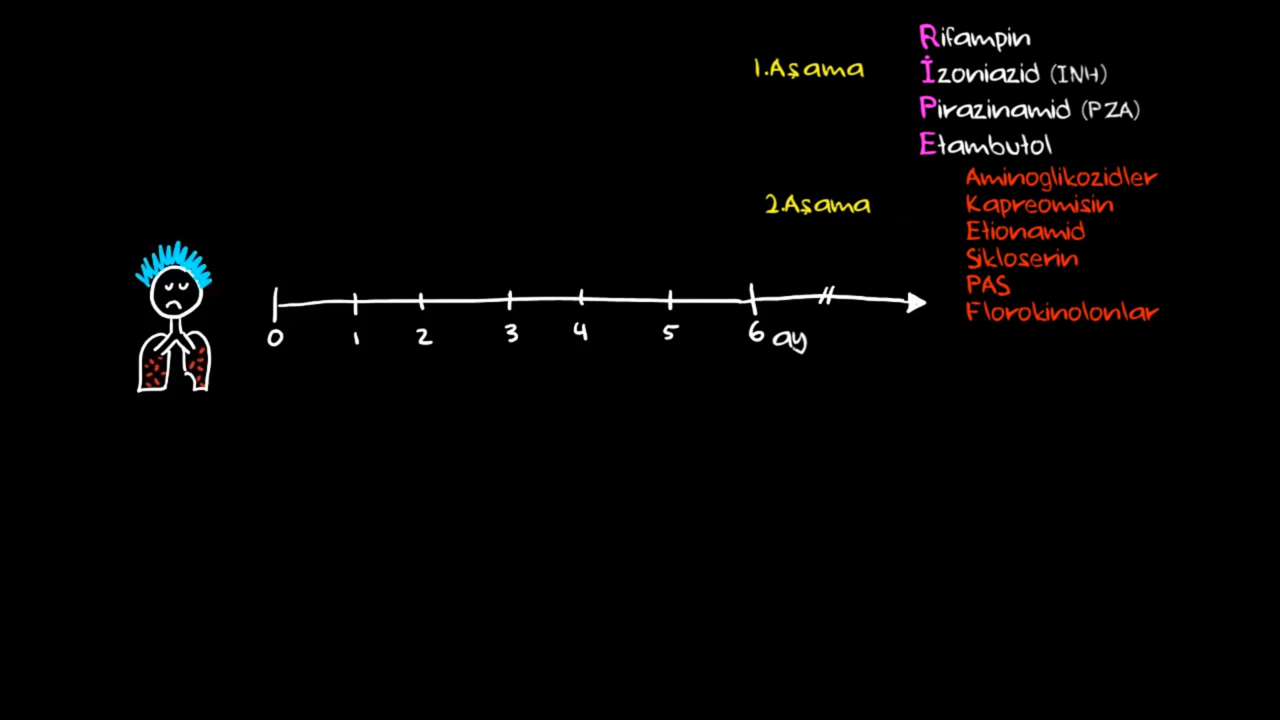 1.Aşama
Rifampin
İzoniazid (INH)
Pirazinamid (PZA)
Etambutol
2.Aşama
Aminoglikozidler
Kapreomisin
Etionamid
Sikloserin
PAS
Florokinolonlar
0 1 2 3 4 5 6 ay